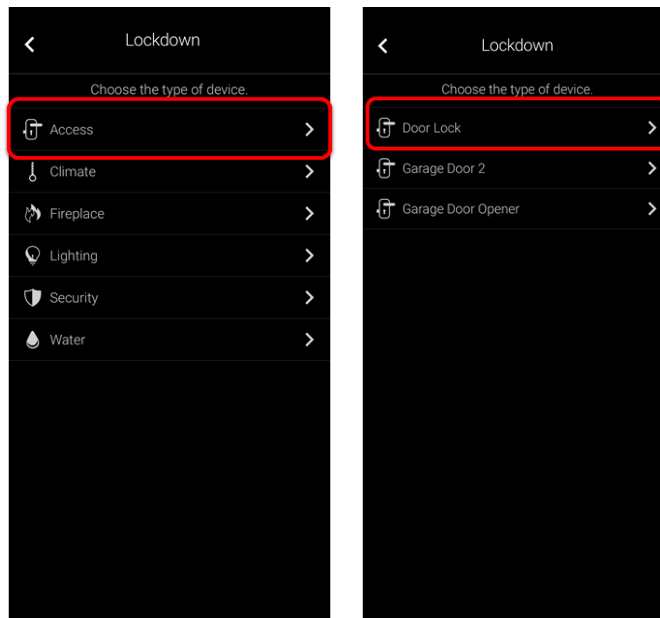 Lockdown
Choose the type of device.
Access
Climate
Fireplace
Lighting
Security
Water
Lockdown
Choose the type of device.
Door Lock
Garage Door 2
Garage Door Opener